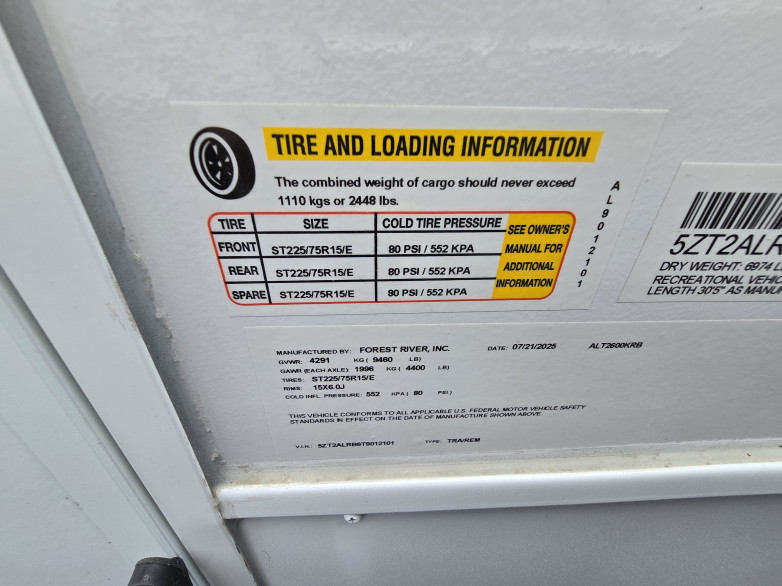 TIRE AND LOADING INFORMATION
The combined weight of cargo should never exceed
1110 kgs or 2448 lbs.
TIRE SIZE COLD TIRE PRESSURE SEE OWNER'S MANUAL FOR ADDITIONAL INFORMATION
FRONT ST225/75R15/E 80 PSI / 552 KPA
REAR ST225/75R15/E 80 PSI / 552 KPA
SPARE ST225/75R15/E 80 PSI / 552 KPA
AL9012101
5ZT2ALR
DRY WEIGHT: 6974 L
RECREATIONAL VEHIC
LENGTH 30'5" AS MANU
MANUFACTURED BY: FOREST RIVER, INC. DATE: 07/21/2025 ALT2600KRB
GVWR: 4291 KG ( 9460 LB)
GAWR (EACH AXLE): 1996 KG ( 4400 LB)
TIRES: ST225/75R15/E
RIMS: 15X6.0J
COLD INFL. PRESSURE: 552 KPA ( 80 PSI )
THIS VEHICLE CONFORMS TO ALL APPLICABLE U.S. FEDERAL MOTOR VEHICLE SAFETY
STANDARDS IN EFFECT ON THE DATE OF MANUFACTURE SHOWN ABOVE.
V.I.N.: 5ZT2ALRB6T9012101 TYPE: TRA/REM